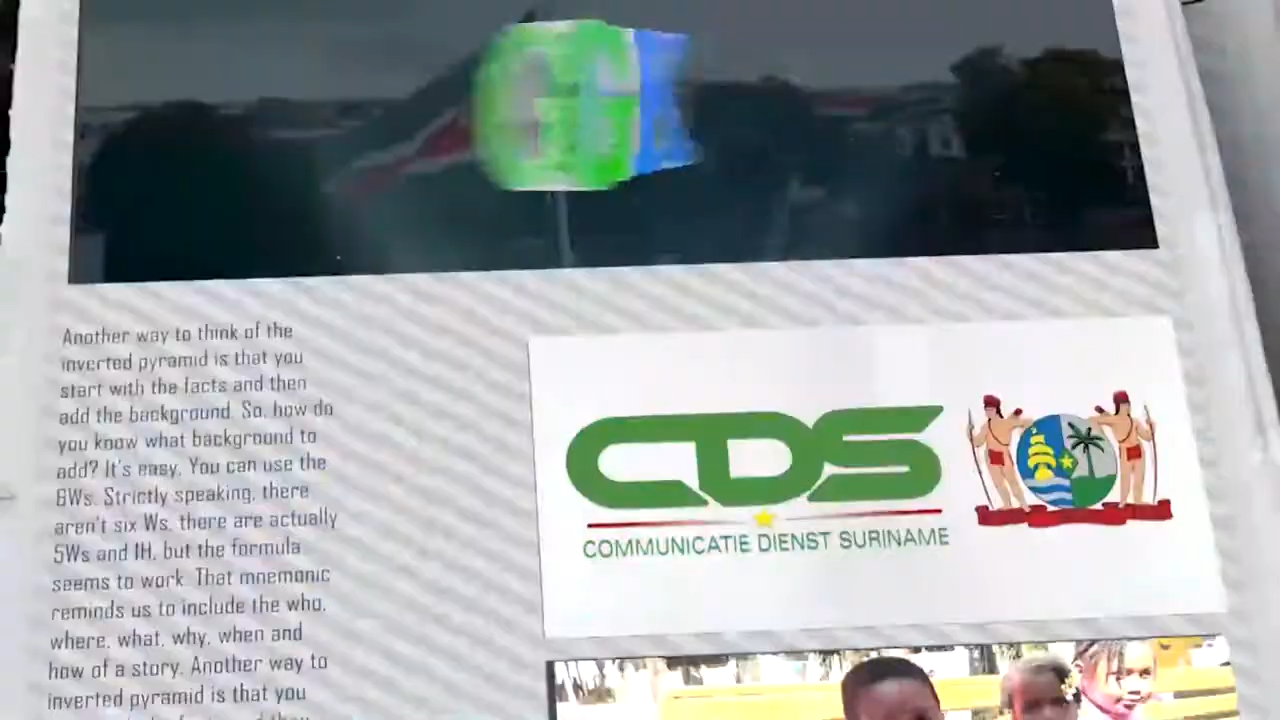 Another way to think of the
inverted pyramid is that you
start with the facts and then
add the background. So, how do
you know what background to
add? It's easy. You can use the
6Ws. Strictly speaking, there
aren't six Ws, there are actually
5Ws and IH, but the formula
seems to work. That mnemonic
reminds us to include the who,
where, what, why, when and
how of a story. Another way to
inverted pyramid is that you
CDS
COMMUNICATIE DIENST SURINAME